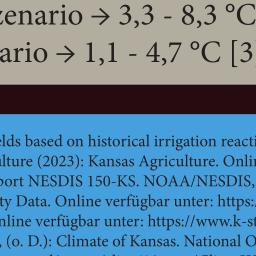 zenario → 3,3 - 8,3 °C
ario → 1,1 - 4,7 °C [3]
elds based on historical irrigation reacti
ulture (2023): Kansas Agriculture. Onlin
port NESDIS 150-KS. NOAA/NESDIS,
ty Data. Online verfügbar unter: https:
nline verfügbar unter: https://www.k-st
, (o. D.): Climate of Kansas. National O